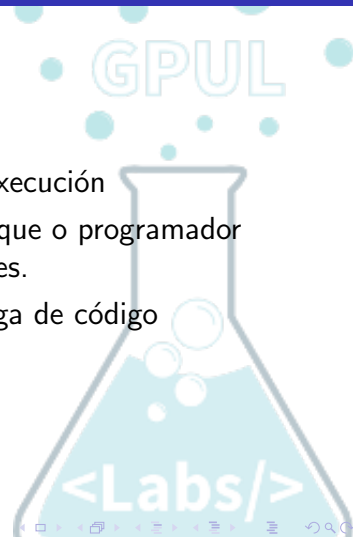 GPUL
xecución
que o programador
es.
ga de código
<Labs/>